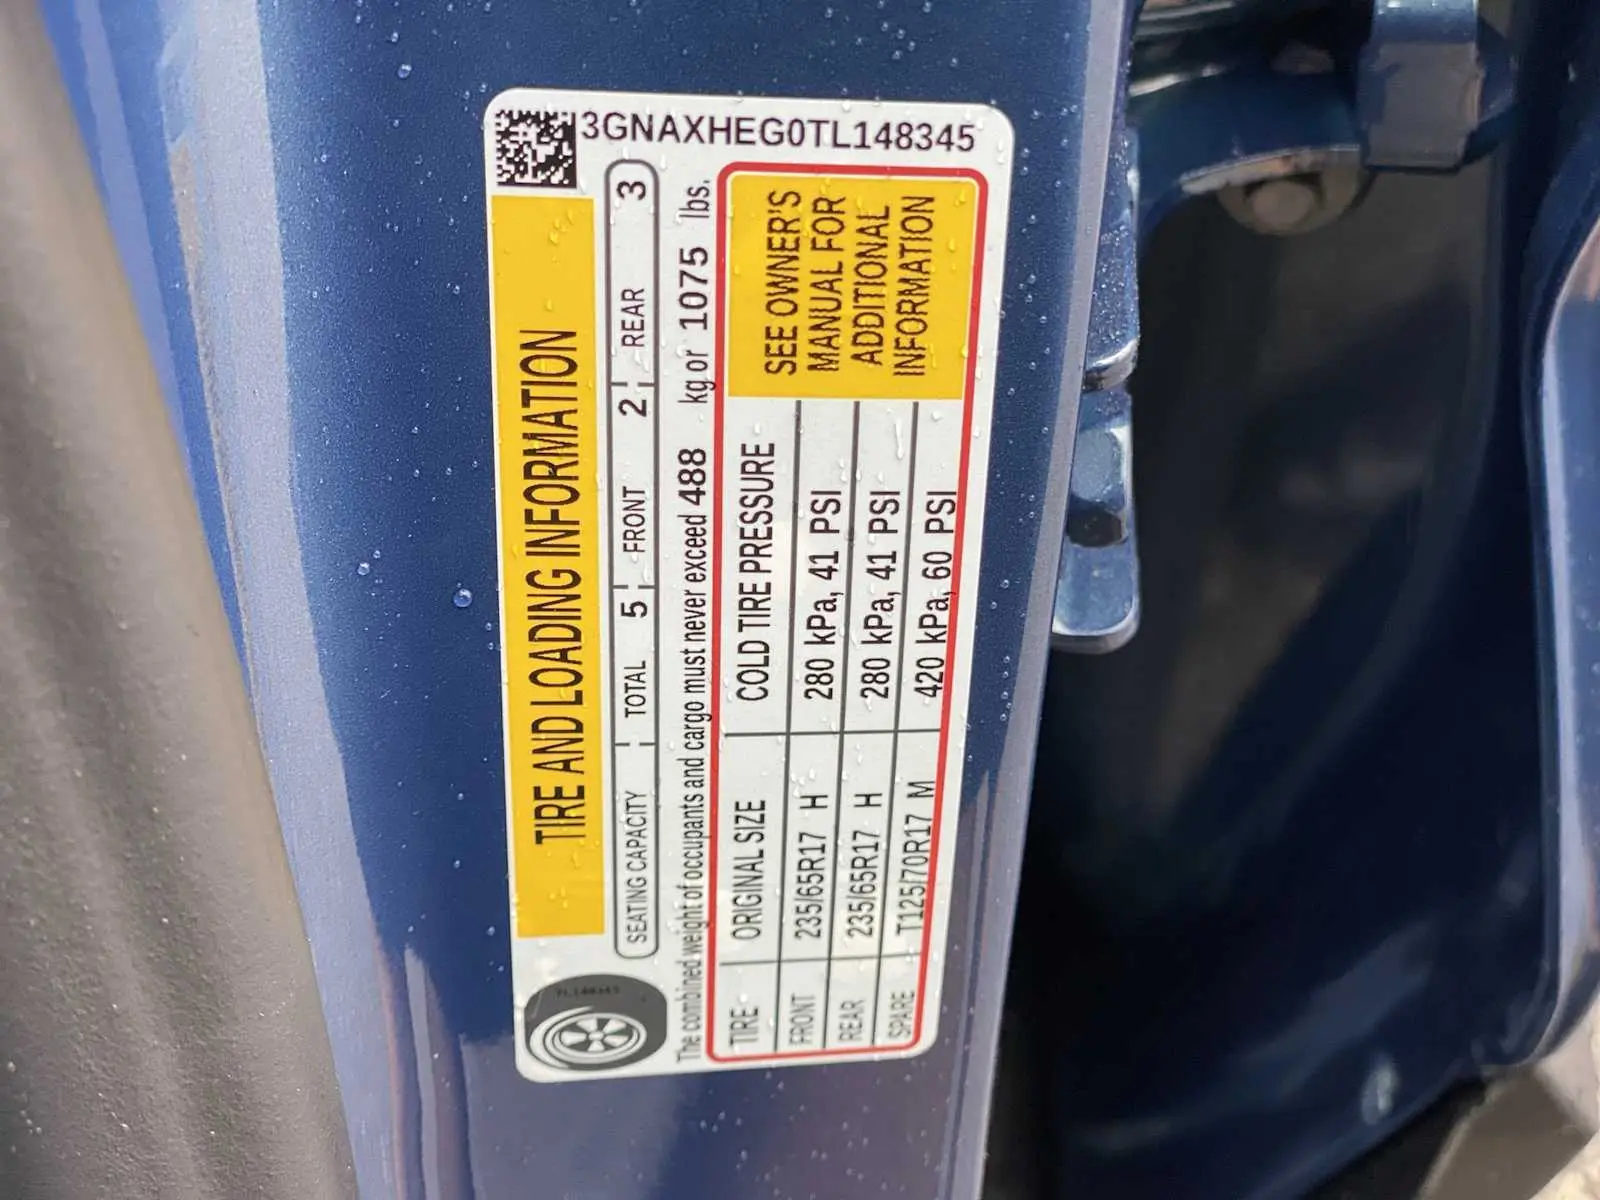 3GNAXHEG0TL148345
TIRE AND LOADING INFORMATION
SEATING CAPACITY TOTAL 5 FRONT 2 REAR 3
The combined weight of occupants and cargo must never exceed 488 kg or 1075 lbs.
TIRE ORIGINAL SIZE COLD TIRE PRESSURE
FRONT 235/65R17 H 280 kPa, 41 PSI
REAR 235/65R17 H 280 kPa, 41 PSI
SPARE T125/70R17 M 420 kPa, 60 PSI
SEE OWNER'S
MANUAL FOR
ADDITIONAL
INFORMATION
TL148345